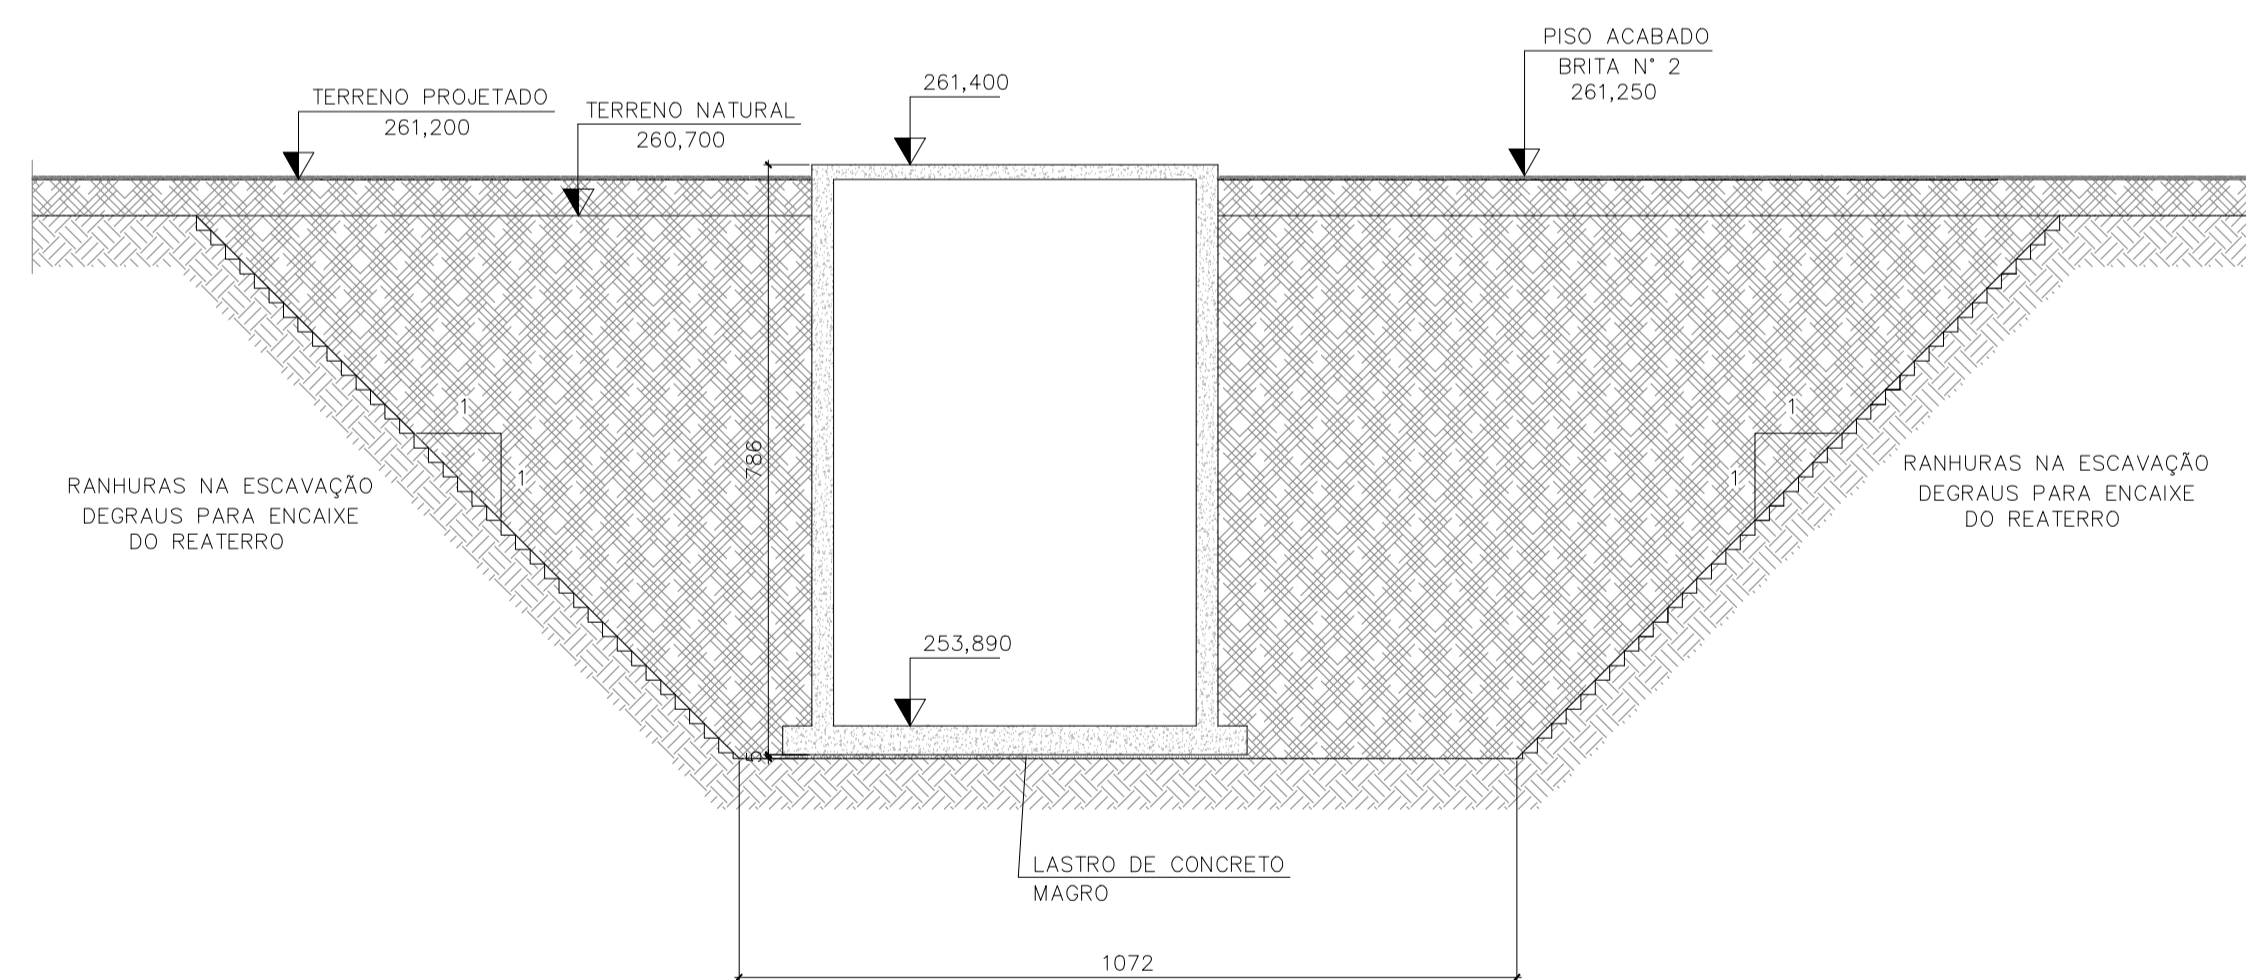 PISO ACABADO
BRITA N° 2
261,250
261,400
TERRENO PROJETADO
261,200
TERRENO NATURAL
260,700
1
1
1
1
786
RANHURAS NA ESCAVAÇÃO
DEGRAUS PARA ENCAIXE
DO REATERRO
RANHURAS NA ESCAVAÇÃO
DEGRAUS PARA ENCAIXE
DO REATERRO
253,890
5
LASTRO DE CONCRETO
MAGRO
1072